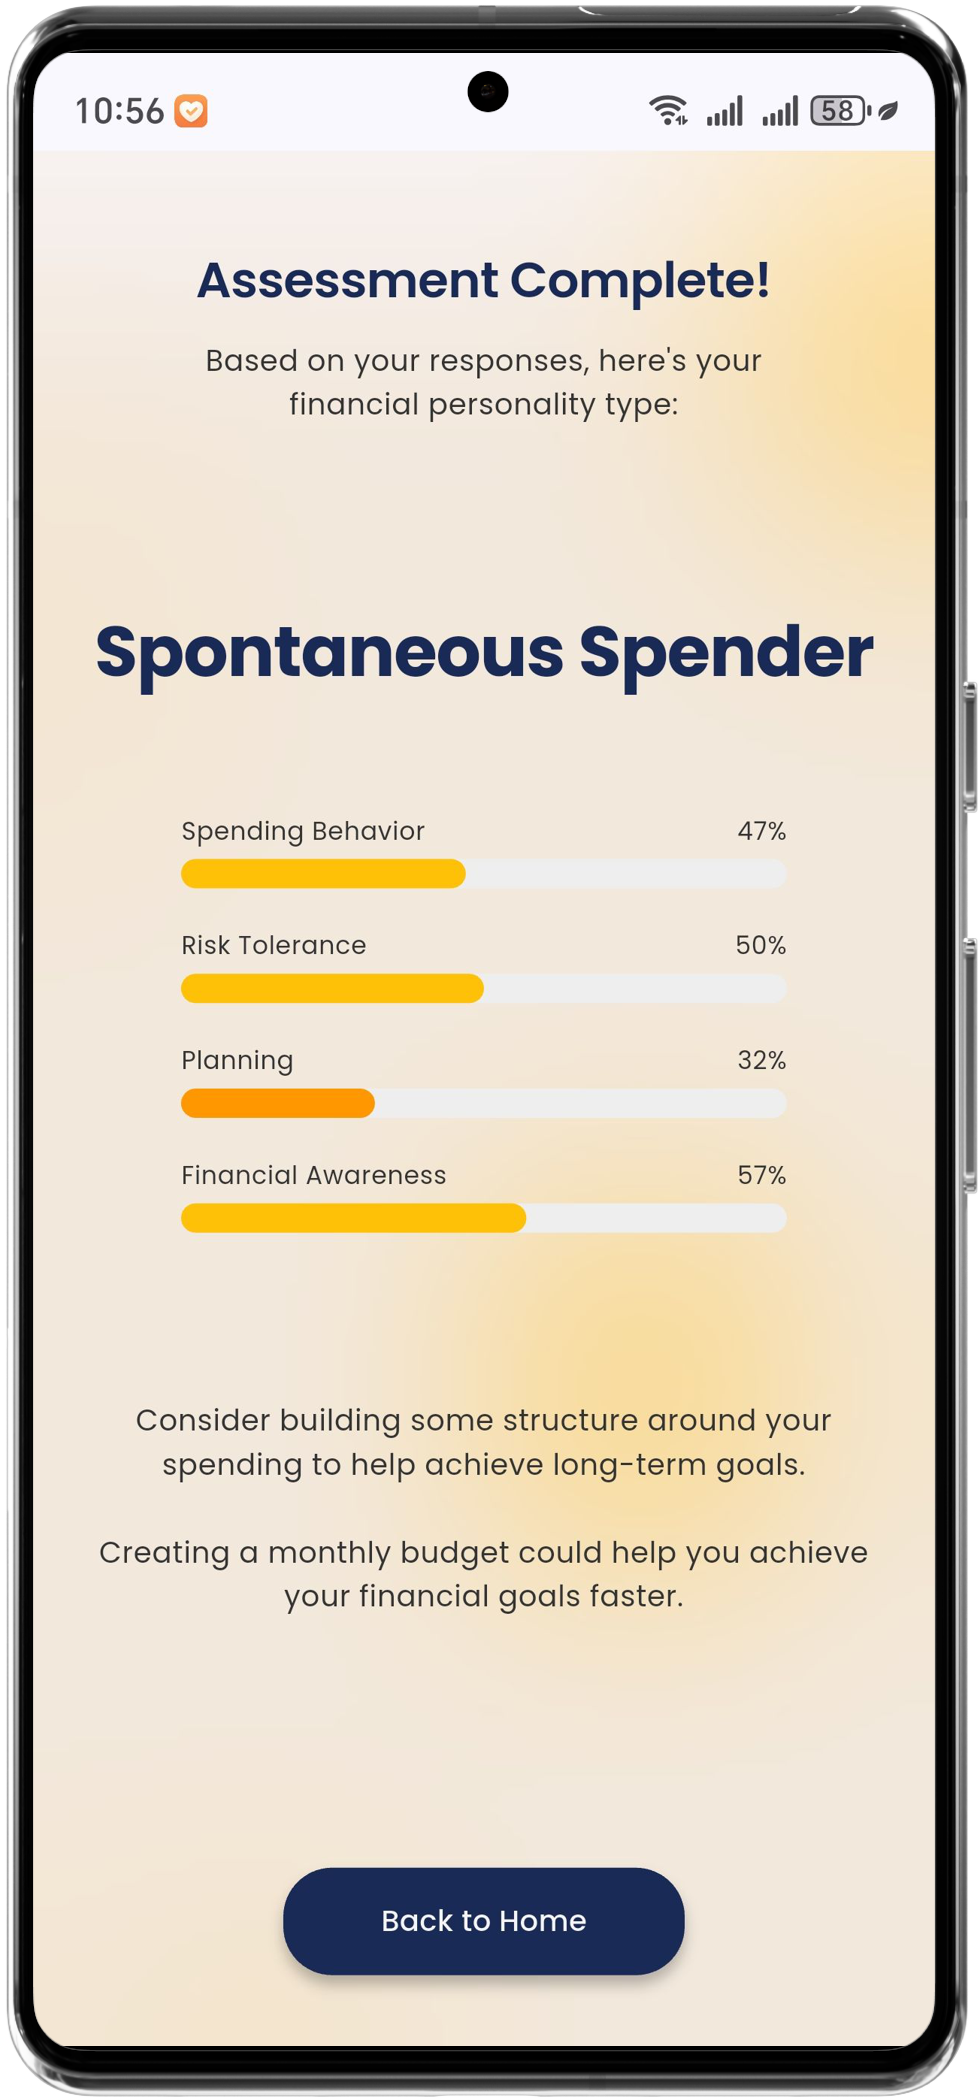 10:56
58
Assessment Complete!
Based on your responses, here's your
financial personality type:
Spontaneous Spender
Spending Behavior 47%
Risk Tolerance 50%
Planning 32%
Financial Awareness 57%
Consider building some structure around your
spending to help achieve long-term goals.
Creating a monthly budget could help you achieve
your financial goals faster.
Back to Home